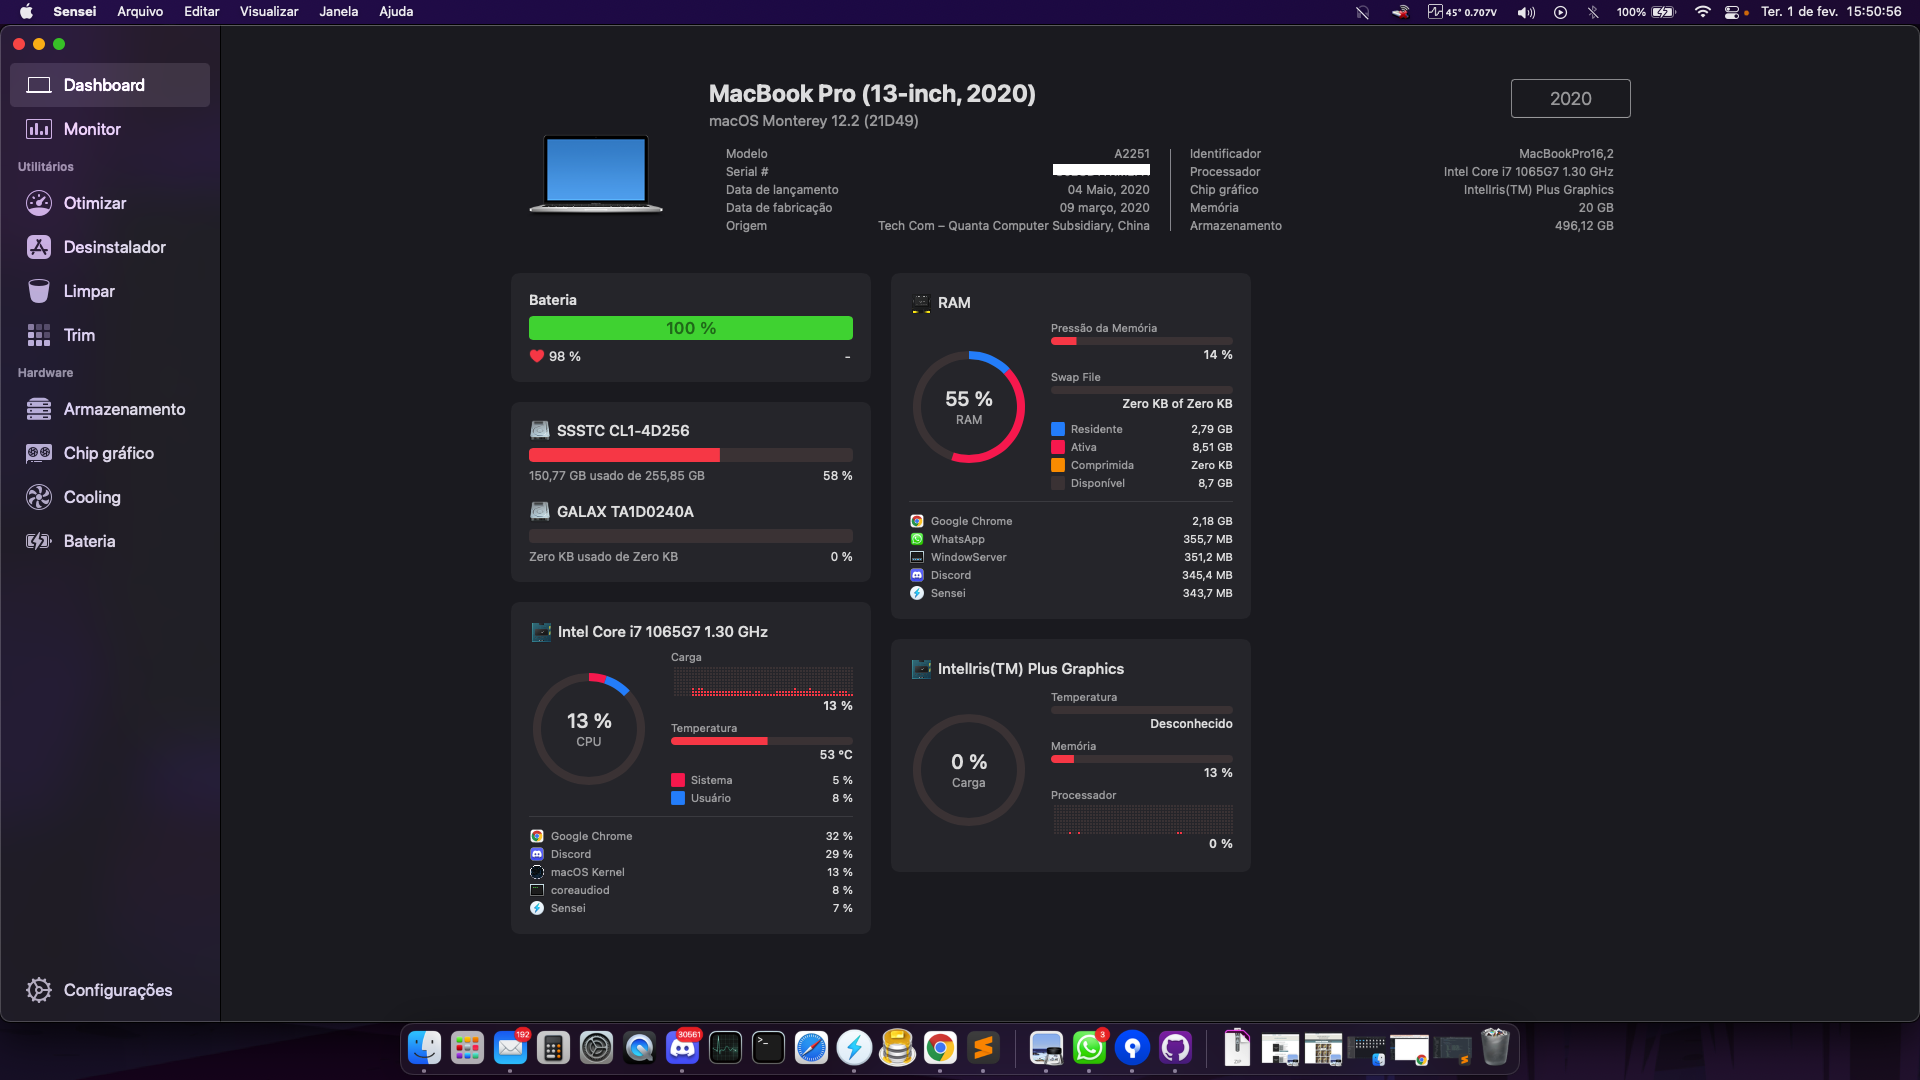 Sensei Arquivo Editar Visualizar Janela Ajuda
45° 0.707V 100% Ter. 1 de fev. 15:50:56
Dashboard
Monitor
Utilitários
Otimizar
Desinstalador
Limpar
Trim
Hardware
Armazenamento
Chip gráfico
Cooling
Bateria
Configurações
MacBook Pro (13-inch, 2020)
macOS Monterey 12.2 (21D49)
2020
Modelo A2251
Serial #
Data de lançamento 04 Maio, 2020
Data de fabricação 09 março, 2020
Origem Tech Com – Quanta Computer Subsidiary, China
Identificador MacBookPro16,2
Processador Intel Core i7 1065G7 1.30 GHz
Chip gráfico IntelIris(TM) Plus Graphics
Memória 20 GB
Armazenamento 496,12 GB
Bateria
100 %
98 % -
SSSTC CL1-4D256
150,77 GB usado de 255,85 GB 58 %
GALAX TA1D0240A
Zero KB usado de Zero KB 0 %
Intel Core i7 1065G7 1.30 GHz
Carga
13 %
13 %
CPU
Temperatura
53 °C
Sistema 5 %
Usuário 8 %
Google Chrome 32 %
Discord 29 %
macOS Kernel 13 %
coreaudiod 8 %
Sensei 7 %
RAM
Pressão da Memória
14 %
55 %
RAM
Swap File
Zero KB of Zero KB
Residente 2,79 GB
Ativa 8,51 GB
Comprimida Zero KB
Disponível 8,7 GB
Google Chrome 2,18 GB
WhatsApp 355,7 MB
WindowServer 351,2 MB
Discord 345,4 MB
Sensei 343,7 MB
IntelIris(TM) Plus Graphics
Temperatura
Desconhecido
0 %
Carga
Memória
13 %
Processador
0 %
192
30561
3
ZIP